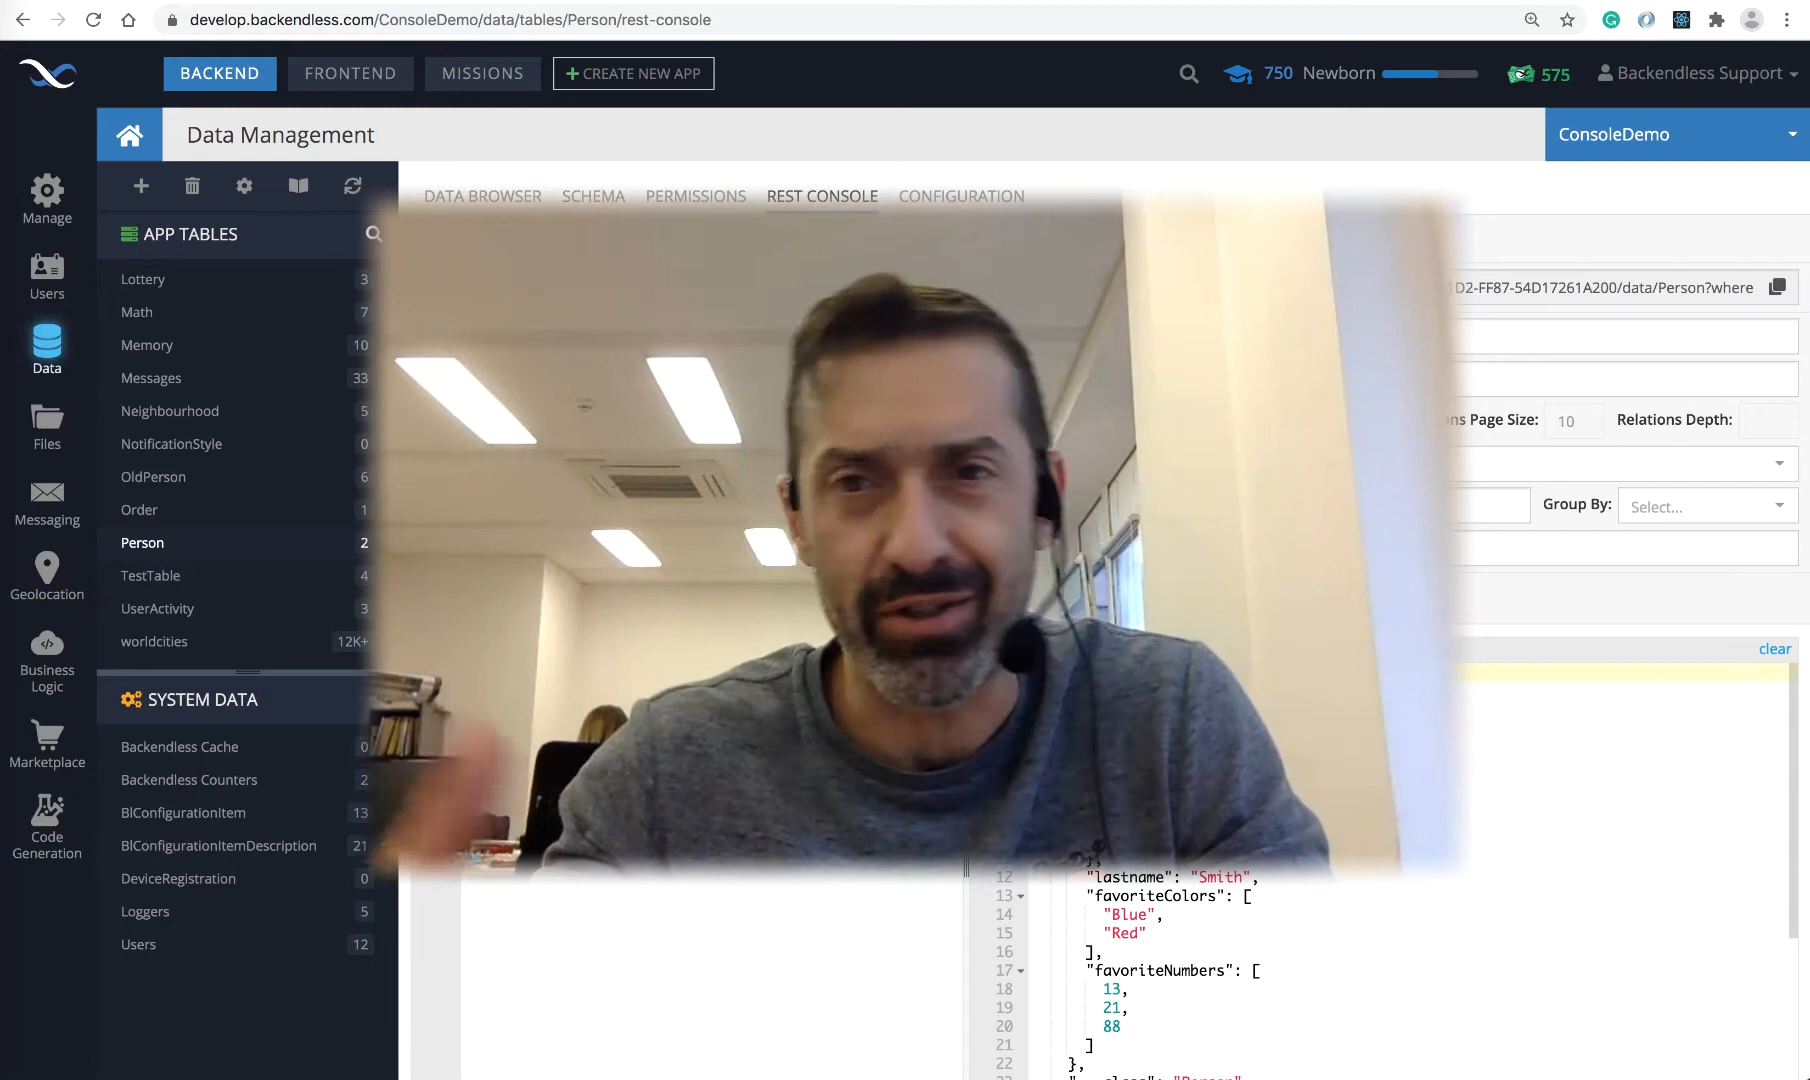 develop.backendless.com/ConsoleDemo/data/tables/Person/rest-console
BACKEND
FRONTEND
MISSIONS
CREATE NEW APP
750 Newborn
575
Backendless Support
Data Management
ConsoleDemo
Manage
Users
Data
Files
Messaging
Geolocation
Business
Logic
Marketplace
Code
Generation
APP TABLES
Lottery 3
Math 7
Memory 10
Messages 33
Neighbourhood 5
NotificationStyle 0
OldPerson 6
Order 1
Person 2
TestTable 4
UserActivity 3
worldcities 12K+
SYSTEM DATA
Backendless Cache 0
Backendless Counters 2
BlConfigurationItem 13
BlConfigurationItemDescription 21
DeviceRegistration 0
Loggers 5
Users 12
DATA BROWSER SCHEMA PERMISSIONS REST CONSOLE CONFIGURATION
1D2-FF87-54D17261A200/data/Person?where
Page Size: 10 Relations Depth:
Group By: Select...
clear
},
12 "lastname": "Smith",
13 "favoriteColors": [
14 "Blue",
15 "Red"
16 ],
17 "favoriteNumbers": [
18 13,
19 21,
20 88
21 ]
22 },